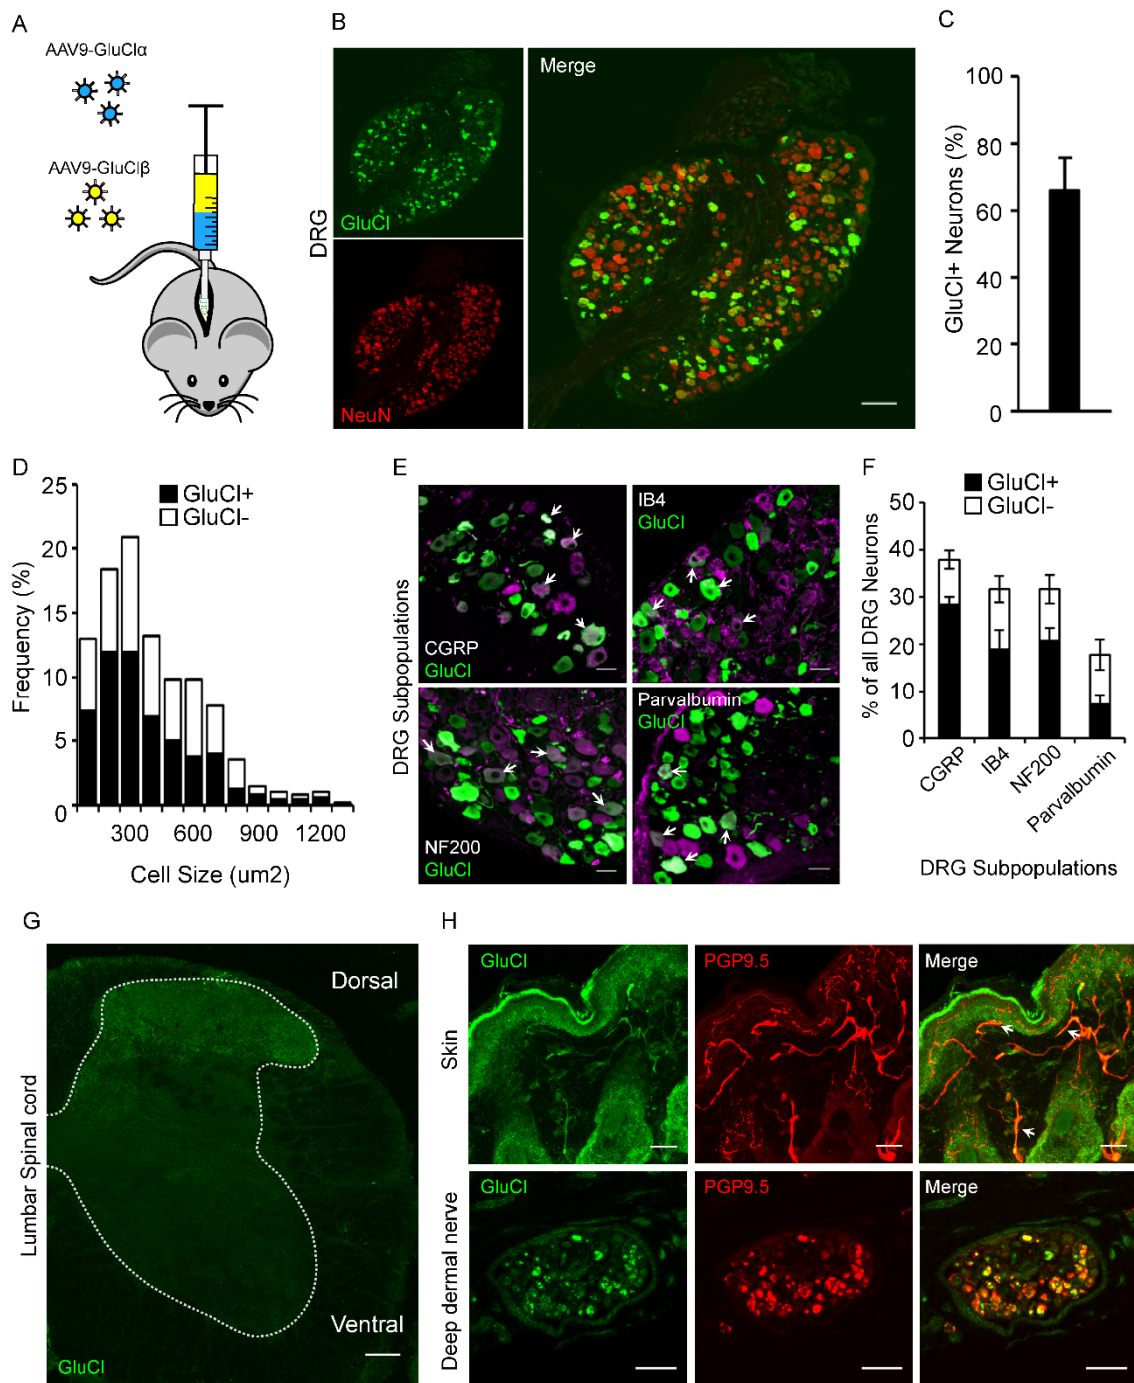 A
AAV9-GluClα
AAV9-GluClβ
B
DRG
GluCl
NeuN
Merge
C
GluCl+ Neurons (%)
100
80
60
40
20
0
D
GluCl+
GluCl-
Frequency (%)
25
20
15
10
5
0
300
600
900
1200
Cell Size (um2)
E
DRG Subpopulations
CGRP
GluCl
IB4
GluCl
NF200
GluCl
Parvalbumin
GluCl
F
GluCl+
GluCl-
% of all DRG Neurons
50
40
30
20
10
0
CGRP
IB4
NF200
Parvalbumin
DRG Subpopulations
G
Lumbar Spinal cord
Dorsal
Ventral
GluCl
H
Skin
GluCl
PGP9.5
Merge
Deep dermal nerve
GluCl
PGP9.5
Merge